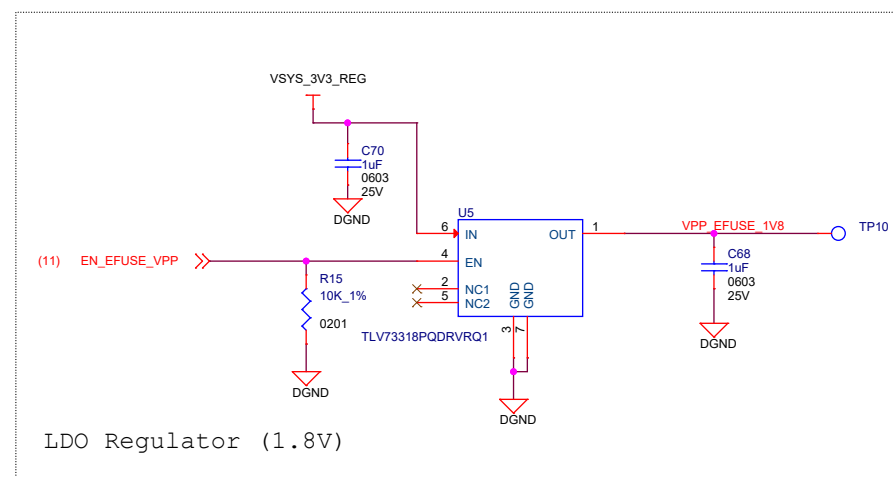 VSYS_3V3_REG
C70
1uF
0603
25V
DGND
U5
6 IN
OUT 1
VPP_EFUSE_1V8
TP10
(11) EN_EFUSE_VPP
4 EN
C68
1uF
0603
25V
R15
10K_1%
0201
2 NC1
5 NC2
GND
GND
3
7
TLV73318PQDRVRQ1
DGND
DGND
DGND
LDO Regulator (1.8V)